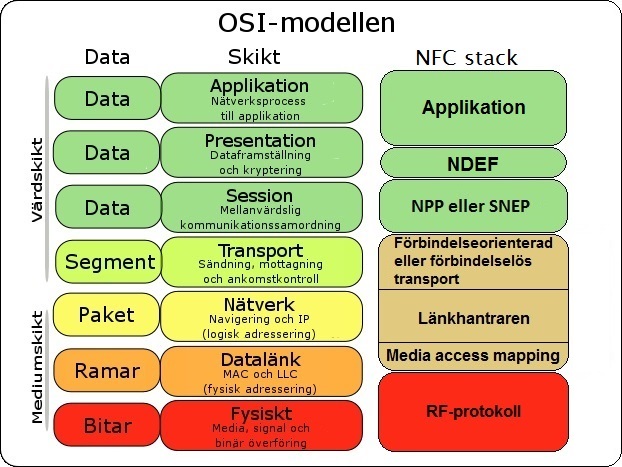 OSI-modellen
Data
Skikt
NFC stack
Värdskikt
Mediumskikt
Data
Applikation
Nätverksprocess
till applikation
Data
Presentation
Dataframställning
och kryptering
Data
Session
Mellanvärdslig
kommunikationssamordning
Segment
Transport
Sändning, mottagning
och ankomstkontroll
Paket
Nätverk
Navigering och IP
(logisk adressering)
Ramar
Datalänk
MAC och LLC
(fysisk adressering)
Bitar
Fysiskt
Media, signal och
binär överföring
Applikation
NDEF
NPP eller SNEP
Förbindelseorienterad
eller förbindelselös
transport
Länkhantraren
Media access mapping
RF-protokoll